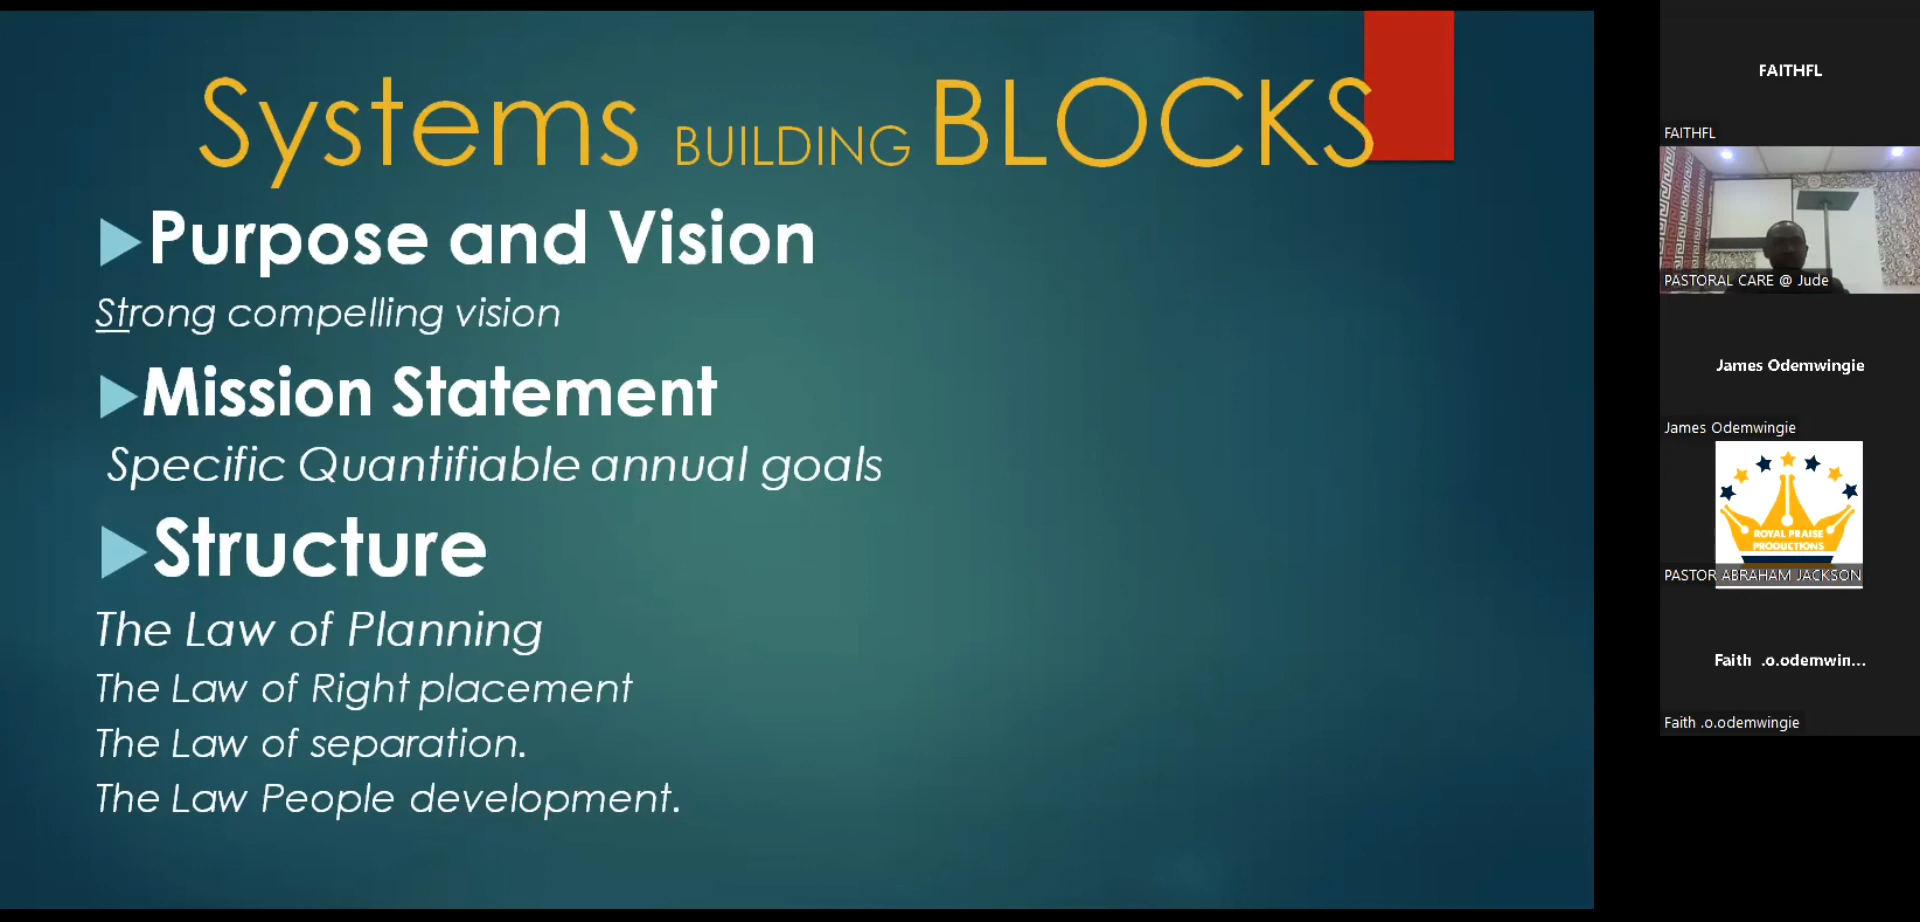 Systems BUILDING BLOCKS
Purpose and Vision
Strong compelling vision
Mission Statement
Specific Quantifiable annual goals
Structure
The Law of Planning
The Law of Right placement
The Law of separation.
The Law People development.
FAITHFL
FAITHFL
PASTORAL CARE @ Jude
James Odemwingie
James Odemwingie
ROYAL PRAISE
PRODUCTIONS
PASTOR ABRAHAM JACKSON
Faith .o.odemwin...
Faith .o.odemwingie